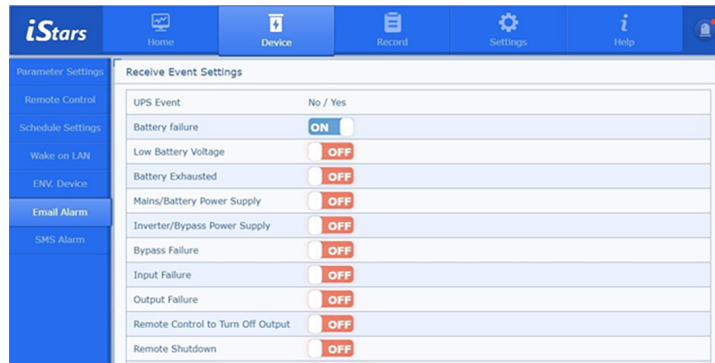 iStars
Home
Device
Record
Settings
i
Help
Parameter Settings
Remote Control
Schedule Settings
Wake on LAN
ENV. Device
Email Alarm
SMS Alarm
Receive Event Settings
UPS Event No / Yes
Battery failure ON
Low Battery Voltage OFF
Battery Exhausted OFF
Mains/Battery Power Supply OFF
Inverter/Bypass Power Supply OFF
Bypass Failure OFF
Input Failure OFF
Output Failure OFF
Remote Control to Turn Off Output OFF
Remote Shutdown OFF